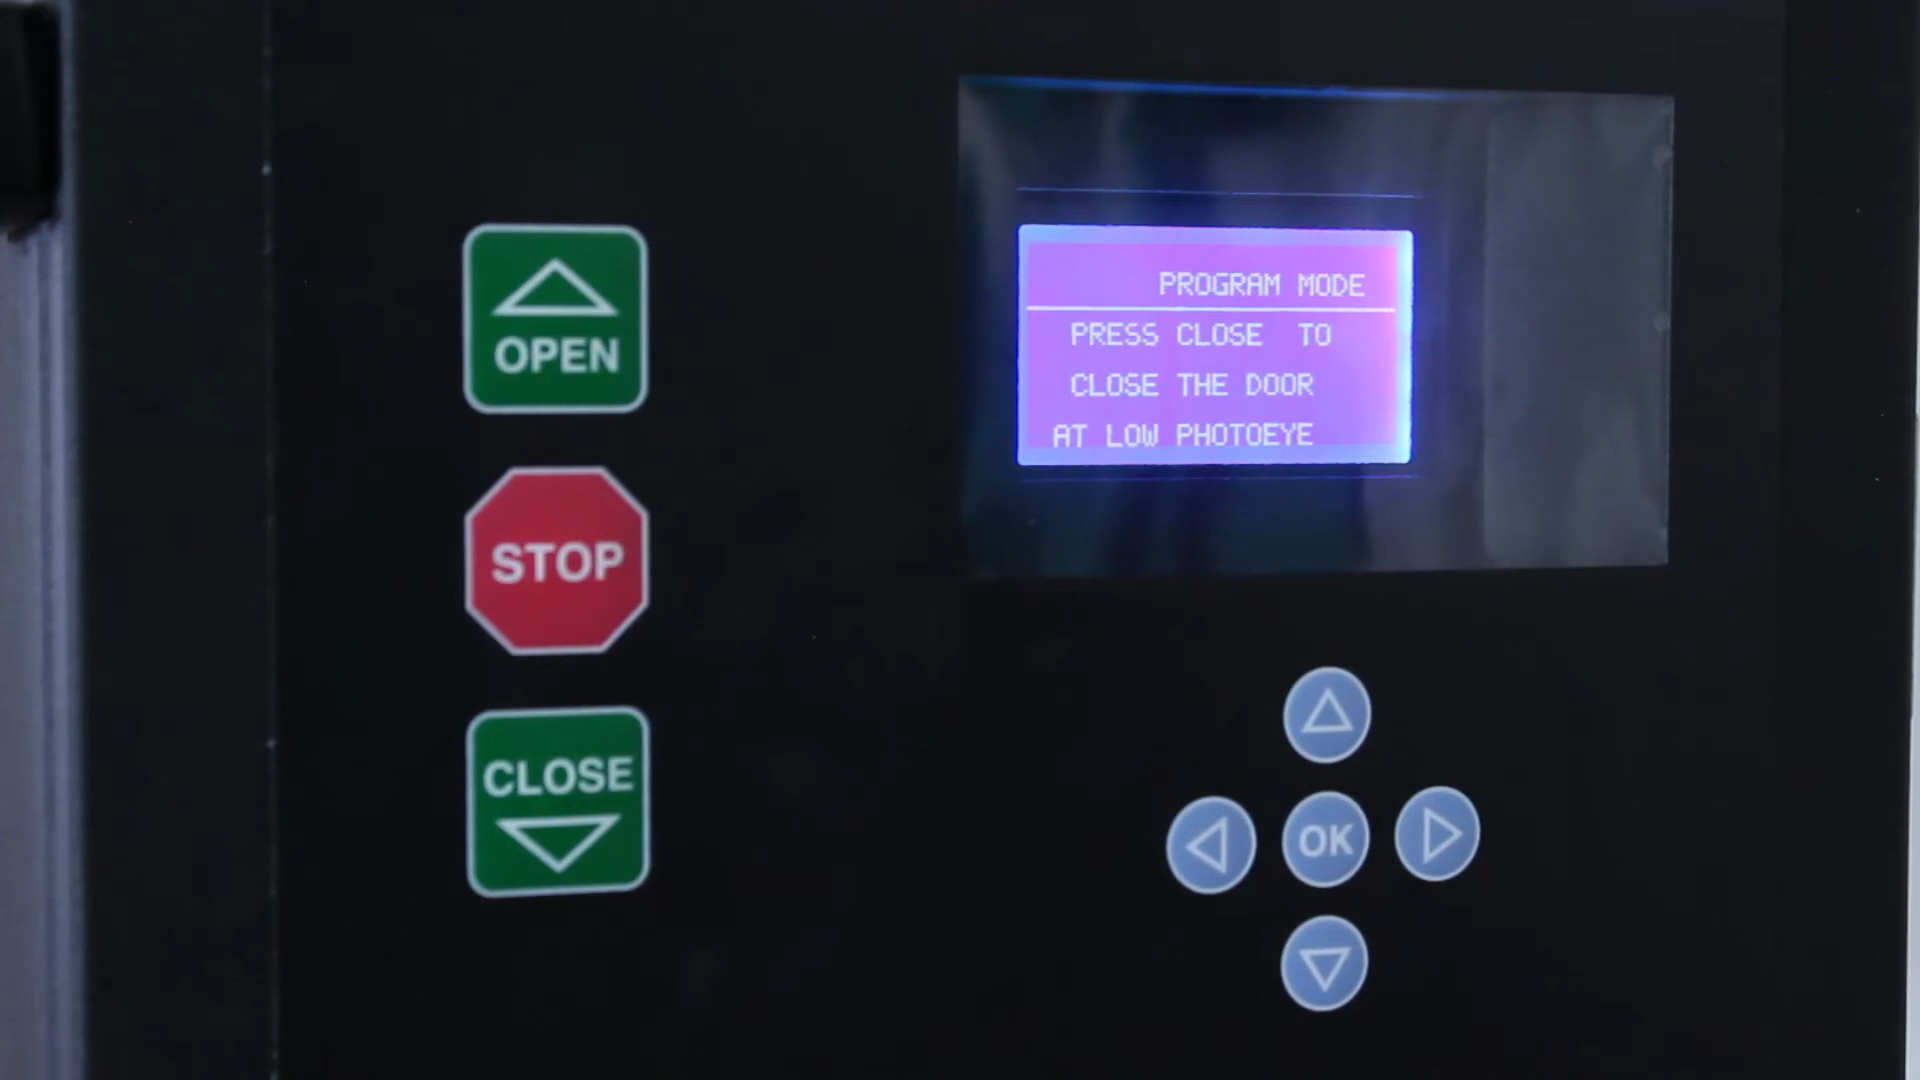 OPEN
STOP
CLOSE
PROGRAM MODE
PRESS CLOSE TO
CLOSE THE DOOR
AT LOW PHOTOEYE
OK